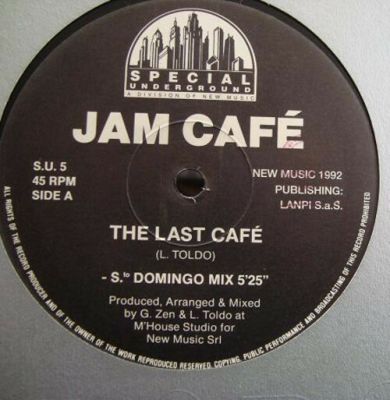 SPECIAL
UNDERGROUND
A DIVISION OF NEW MUSIC
JAM CAFÉ
S.U. 5
45 RPM
SIDE A
NEW MUSIC 1992
PUBLISHING:
LANPI S.a.S.
THE LAST CAFÉ
(L. TOLDO)
- S.to DOMINGO MIX 5'25"
Produced, Arranged & Mixed
by G. Zen & L. Toldo at
M'House Studio for
New Music Srl
ALL RIGHTS OF THE RECORD PRODUCER AND OF THE OWNER OF THE WORK REPRODUCED RESERVED. COPYING, PUBLIC PERFORMANCE AND BROADCASTING OF THIS RECORD PROHIBITED